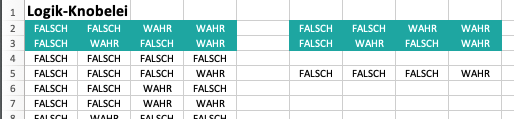 1 Logik-Knobelei
2 FALSCH FALSCH WAHR WAHR FALSCH FALSCH WAHR WAHR
3 FALSCH WAHR FALSCH WAHR FALSCH WAHR FALSCH WAHR
4 FALSCH FALSCH FALSCH FALSCH
5 FALSCH FALSCH FALSCH WAHR FALSCH FALSCH FALSCH WAHR
6 FALSCH FALSCH WAHR FALSCH
7 FALSCH FALSCH WAHR WAHR
8 FALSCH WAHR FALSCH FALSCH